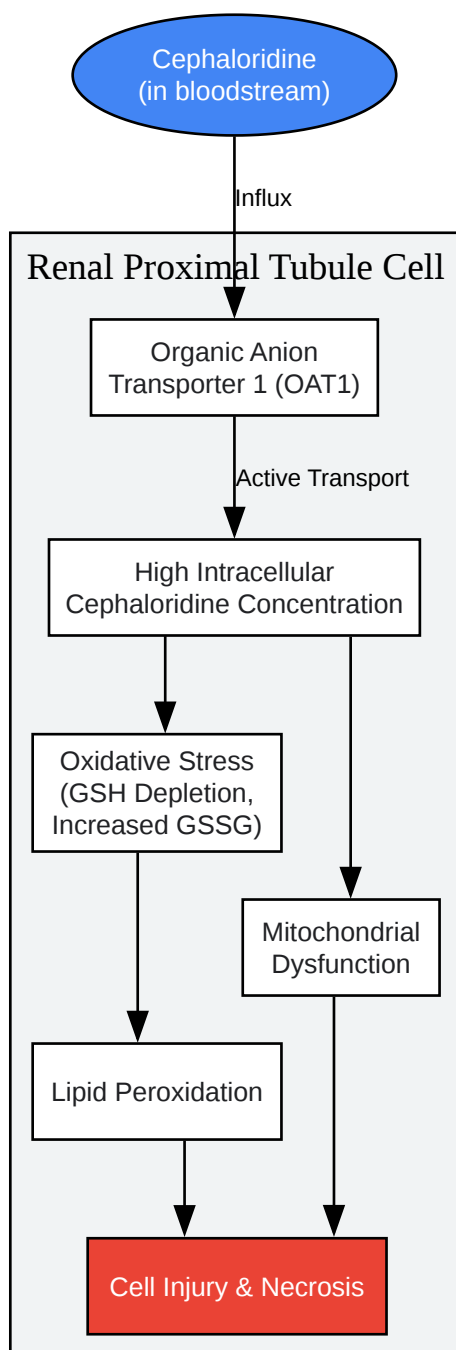 Cephaloridine
(in bloodstream)
Influx
Renal Proximal Tubule Cell
Organic Anion
Transporter 1 (OAT1)
Active Transport
High Intracellular
Cephaloridine Concentration
Oxidative Stress
(GSH Depletion,
Increased GSSG)
Mitochondrial
Dysfunction
Lipid Peroxidation
Cell Injury & Necrosis